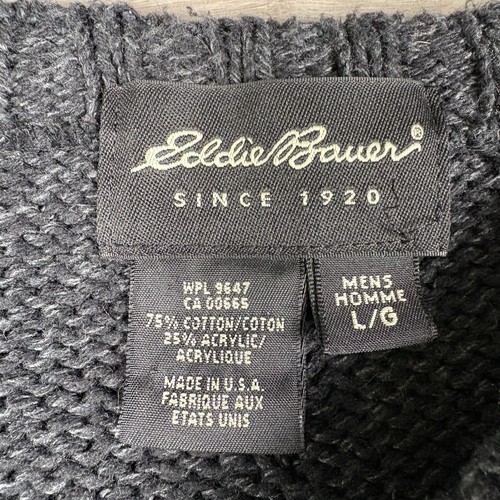 Eddie Bauer®
SINCE 1920
WPL 9647
CA 00665
75% COTTON/COTON
25% ACRYLIC/
ACRYLIQUE
MADE IN U.S.A.
FABRIQUE AUX
ETATS UNIS
MENS
HOMME
L/G